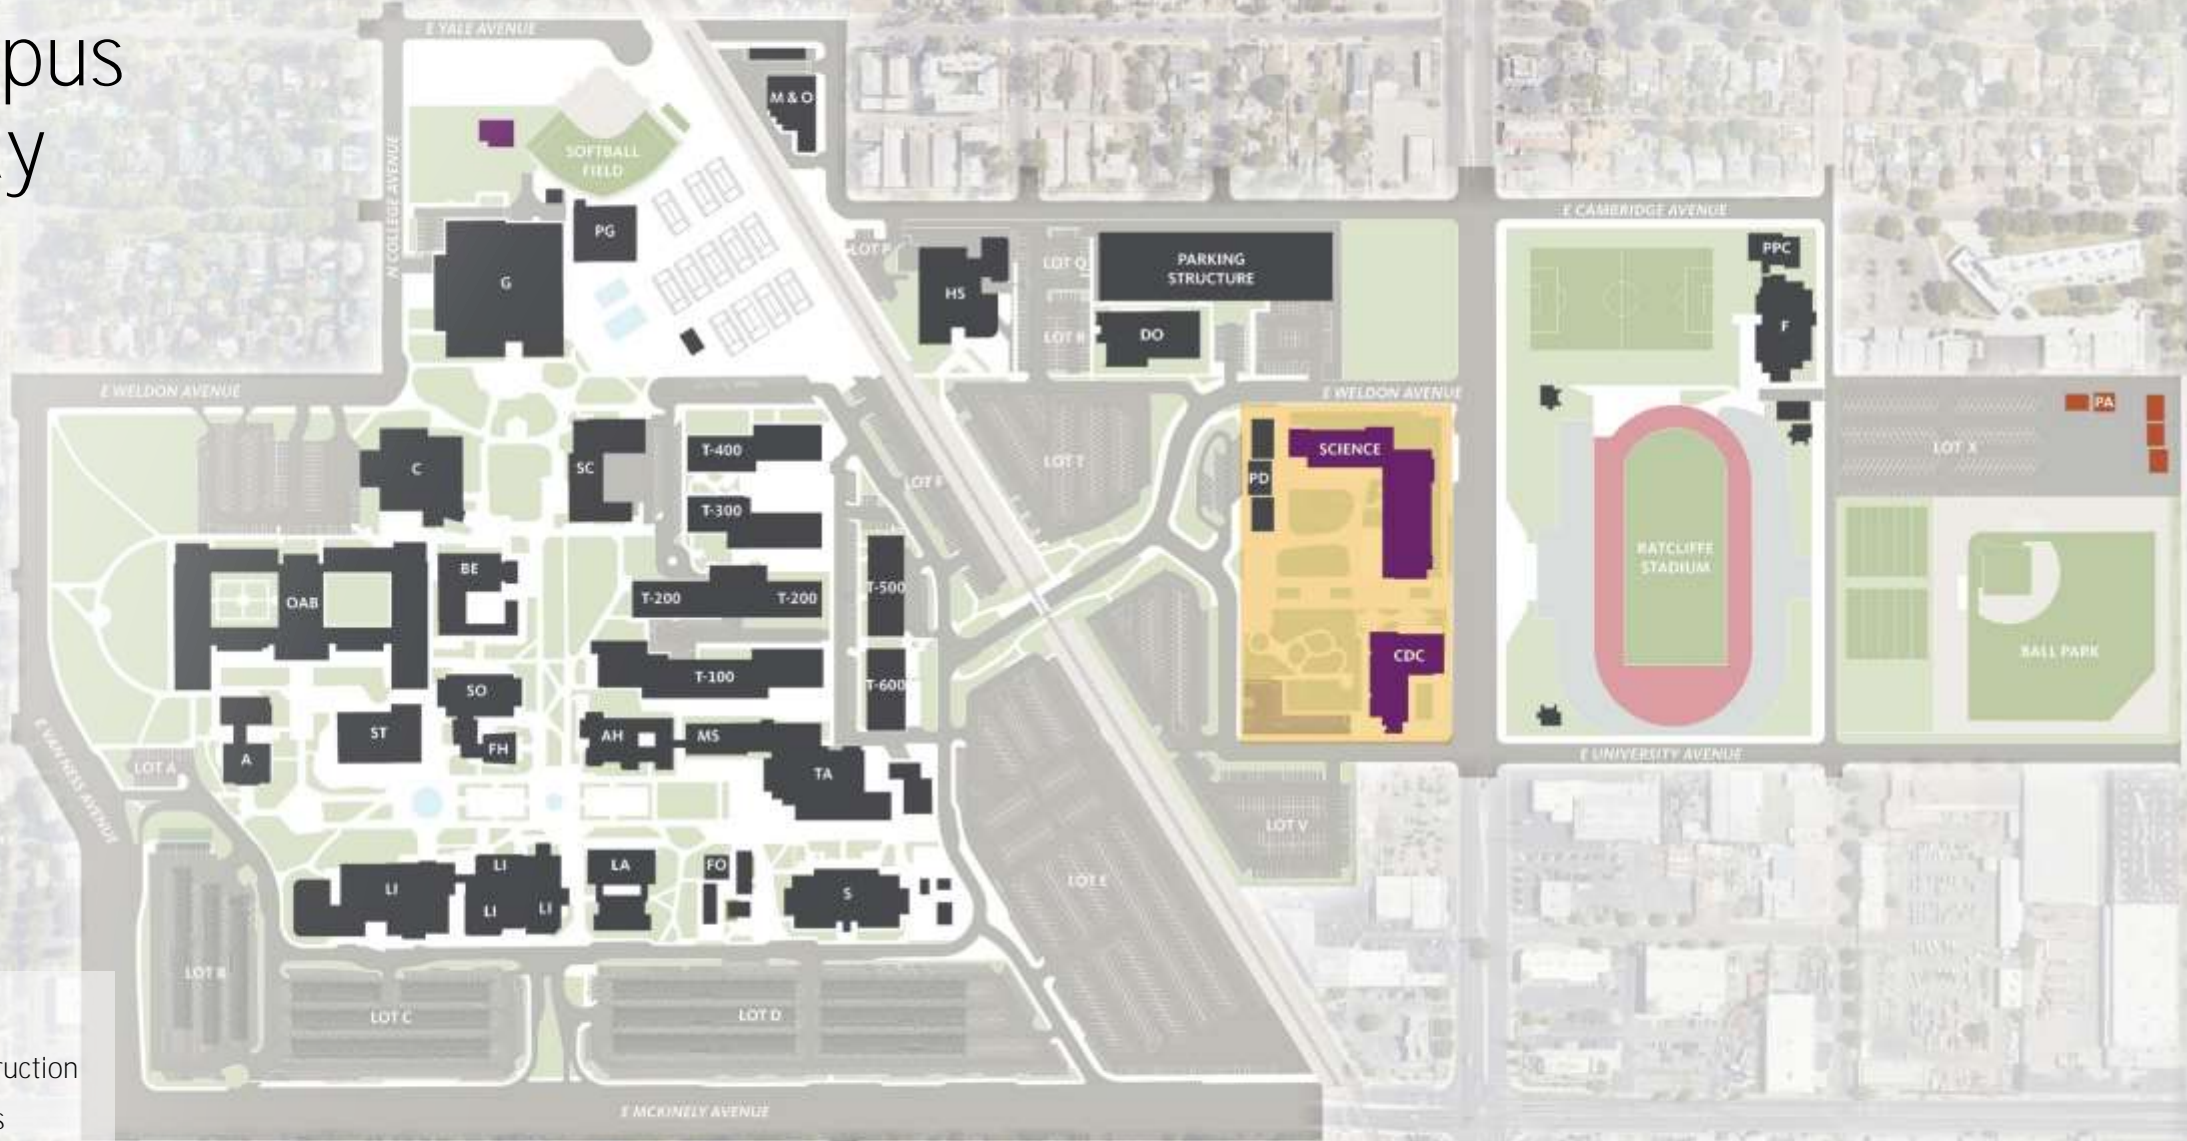 pus
y
E YALE AVENUE
M & O
N COLLEGE AVENUE
SOFTBALL
FIELD
PG
G
E CAMBRIDGE AVENUE
LOT P
HS
LOT Q
LOT R
PARKING
STRUCTURE
DO
PPC
F
E WELDON AVENUE
E WELDON AVENUE
PA
LOT X
C
SC
T-400
T-300
LOT F
LOT T
SCIENCE
PD
BE
OAB
T-200
T-200
T-500
RATCLIFFE
STADIUM
CDC
BALL PARK
SO
T-100
T-600
ST
FH
AH
MS
A
TA
LOT A
E VAN NESS AVENUE
E UNIVERSITY AVENUE
LOT V
LI
LI
LI
LI
LA
FO
S
LOT E
LOT B
LOT C
LOT D
ruction
s
E MCKINELY AVENUE